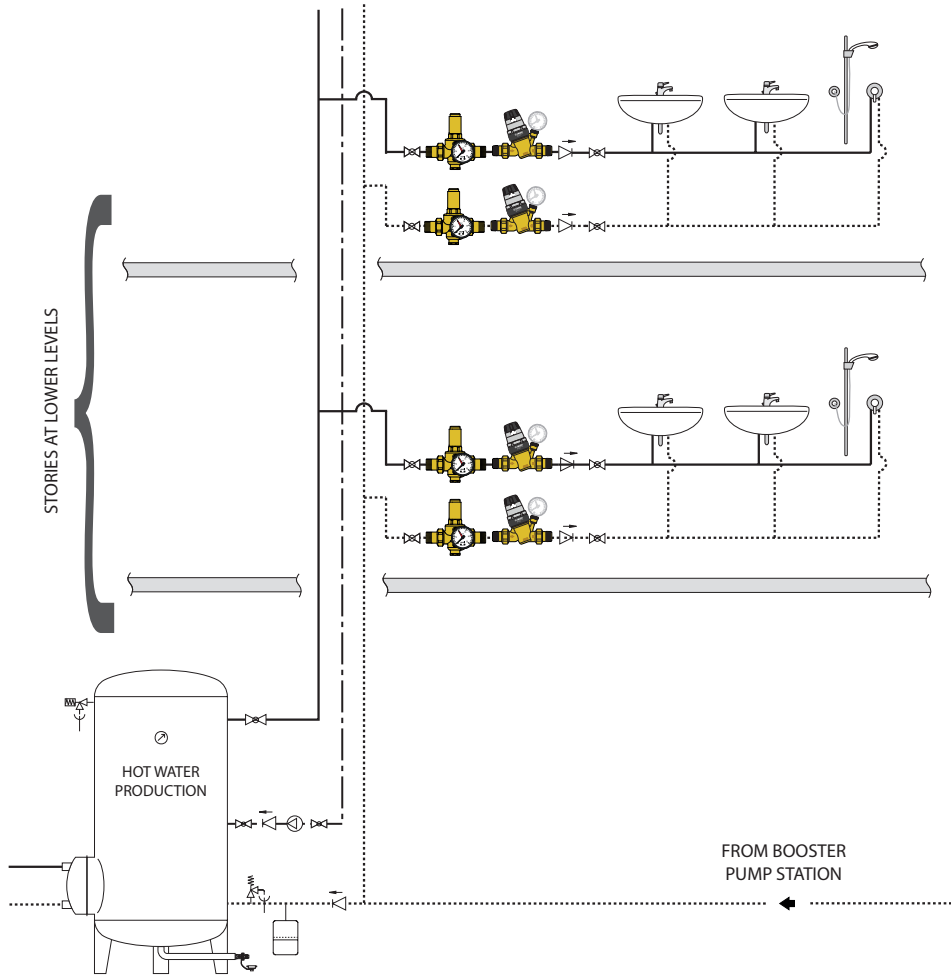 STORIES AT LOWER LEVELS
HOT WATER
PRODUCTION
FROM BOOSTER
PUMP STATION